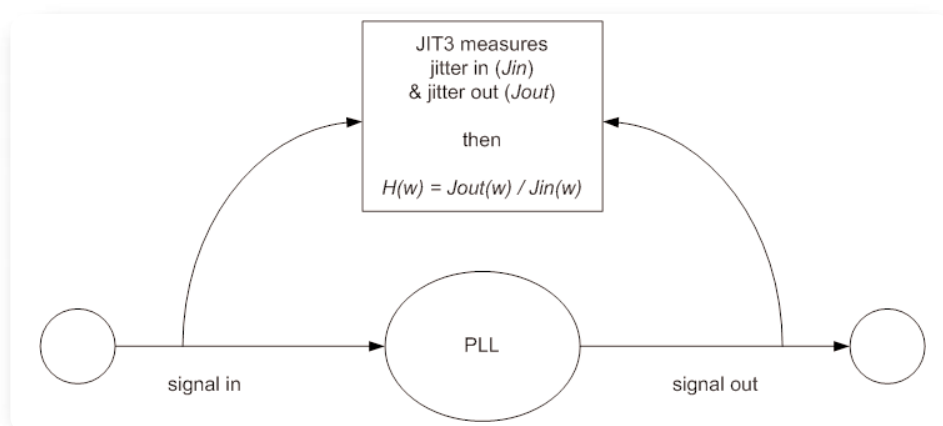 JIT3 measures
jitter in (Jin)
& jitter out (Jout)
then
H(w) = Jout(w) / Jin(w)
PLL
signal in
signal out